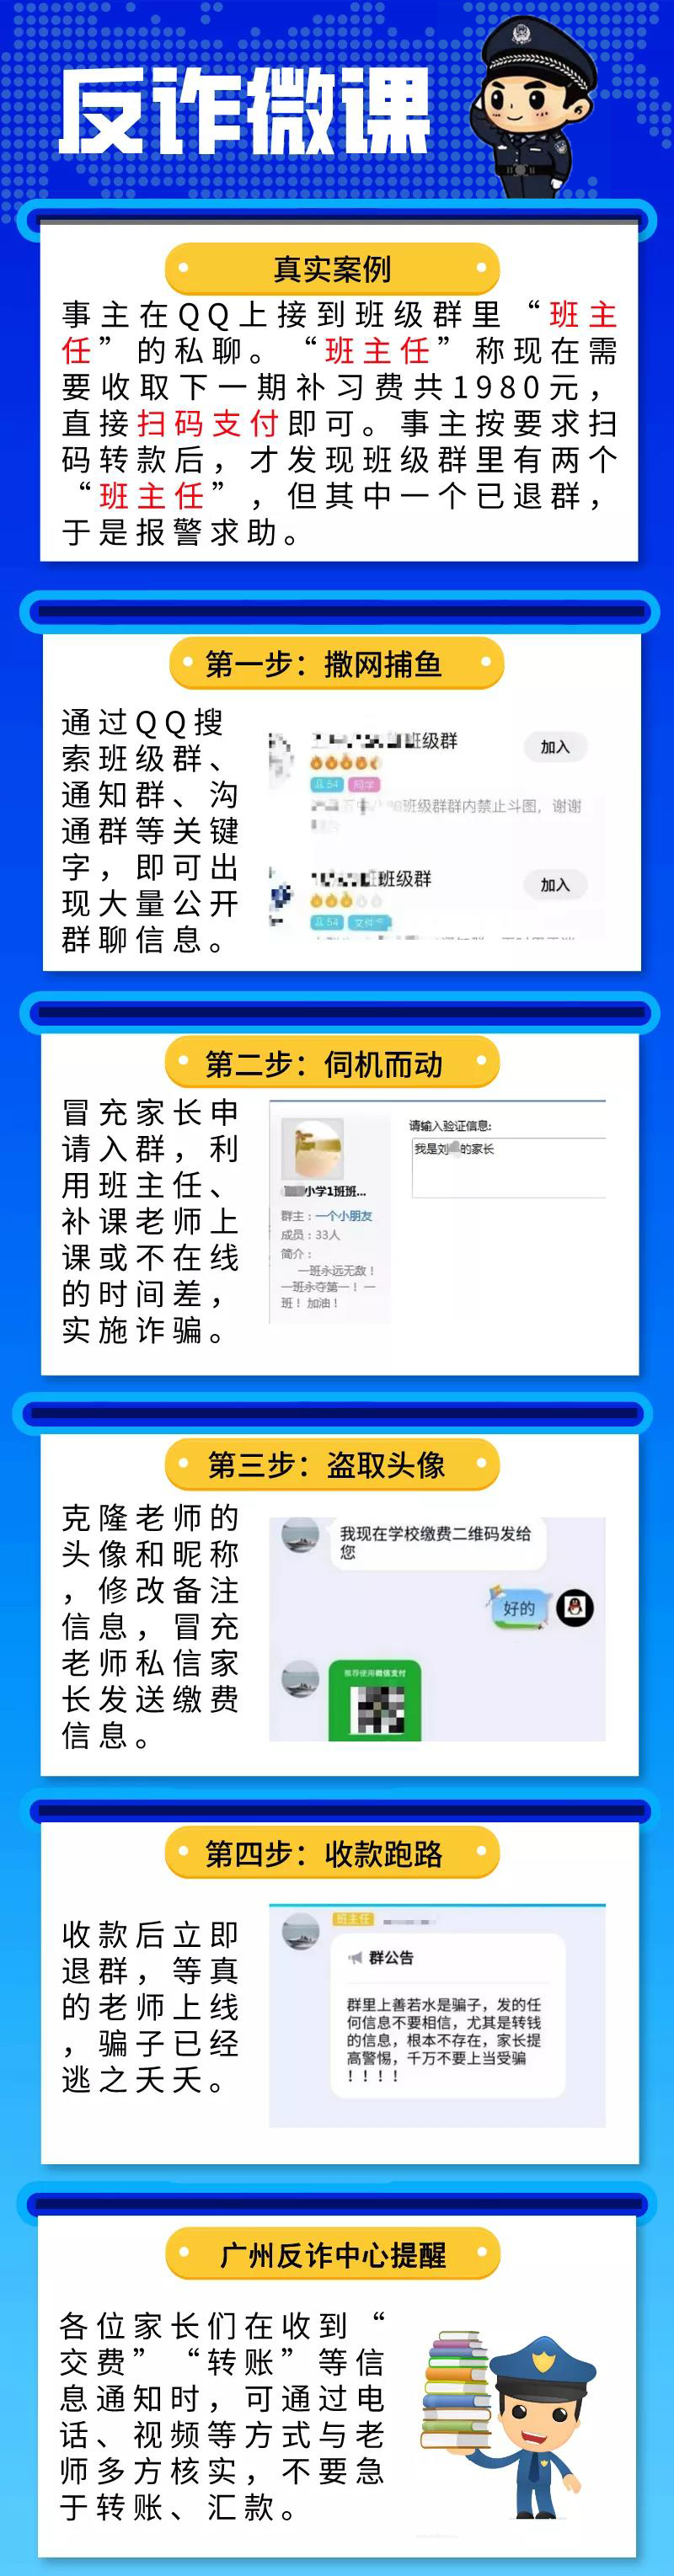 反诈微课
真实案例
事主在QQ上接到班级群里“班主
任”的私聊。“班主任”称现在需
要收取下一期补习费共1980元，
直接扫码支付即可。事主按要求扫
码转款后，才发现班级群里有两个
“班主任”，但其中一个已退群，
于是报警求助。
第一步：撒网捕鱼
通过QQ搜
索班级群、
通知群、沟
通群等关键
字，即可出
现大量公开
群聊信息。
班级群
加入
54 同学
班级群群内禁止斗图，谢谢
班级群
加入
54 文件
第二步：伺机而动
冒充家长申
请入群，利
用班主任、
补课老师上
课或不在线
的时间差，
实施诈骗。
小学1班班...
群主：一个小朋友
成员：33人
简介：
一班永远无敌！
一班永夺第一！一
班！加油！
请输入验证信息:
我是刘 的家长
第三步：盗取头像
克隆老师的
头像和昵称
，修改备注
信息，冒充
老师私信家
长发送缴费
信息。
我现在学校缴费二维码发给
您
好的
推荐使用微信支付
第四步：收款跑路
收款后立即
退群，等真
的老师上线
，骗子已经
逃之夭夭。
班主任
群公告
群里上善若水是骗子，发的任
何信息不要相信，尤其是转钱
的信息，根本不存在，家长提
高警惕，千万不要上当受骗
！！！！
广州反诈中心提醒
各位家长们在收到“
交费”“转账”等信
息通知时，可通过电
话、视频等方式与老
师多方核实，不要急
于转账、汇款。